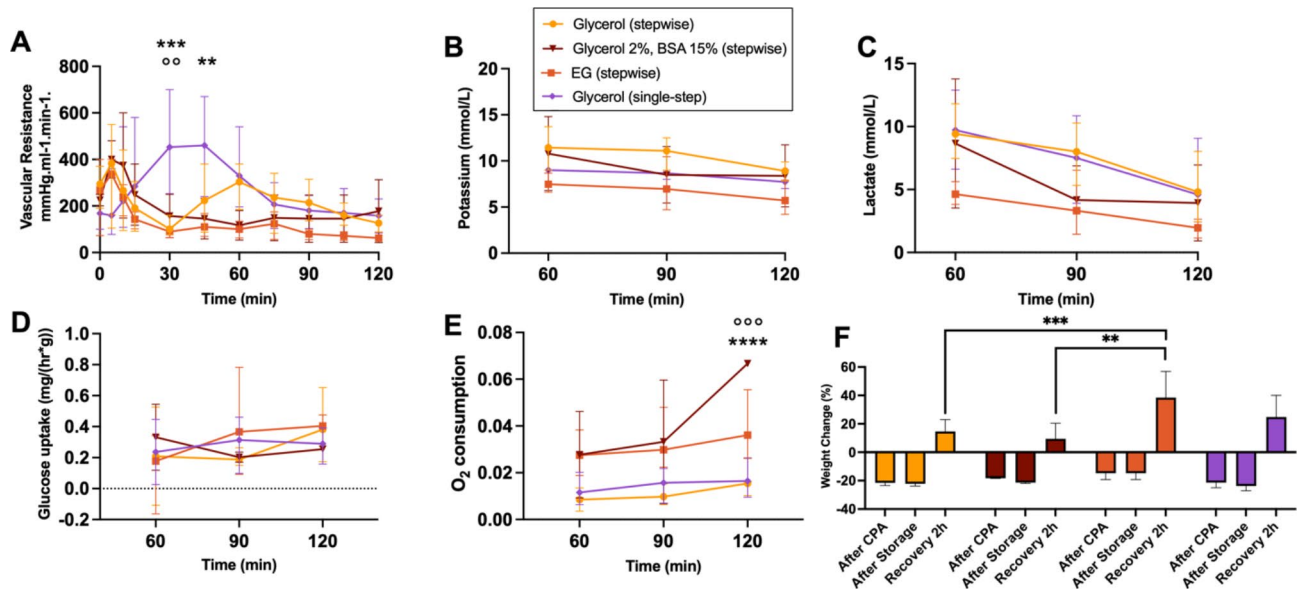 Glycerol (stepwise)
Glycerol 2%, BSA 15% (stepwise)
EG (stepwise)
Glycerol (single-step)
A
***
°°
**
Vascular Resistance
mmHg.ml-1.min-1.
800
600
400
200
0
0
30
60
90
120
Time (min)
B
Potassium (mmol/L)
20
15
10
5
0
60
90
120
Time (min)
C
Lactate (mmol/L)
15
10
5
0
60
90
120
Time (min)
D
Glucose uptake (mg/(hr*g))
1.0
0.8
0.6
0.4
0.2
0.0
-0.2
60
90
120
Time (min)
E
°°°
****
O₂ consumption
0.08
0.06
0.04
0.02
0.00
60
90
120
Time (min)
F
***
**
Weight Change (%)
60
40
20
0
-20
-40
After CPA
After Storage
Recovery 2h
After CPA
After Storage
Recovery 2h
After CPA
After Storage
Recovery 2h
After CPA
After Storage
Recovery 2h